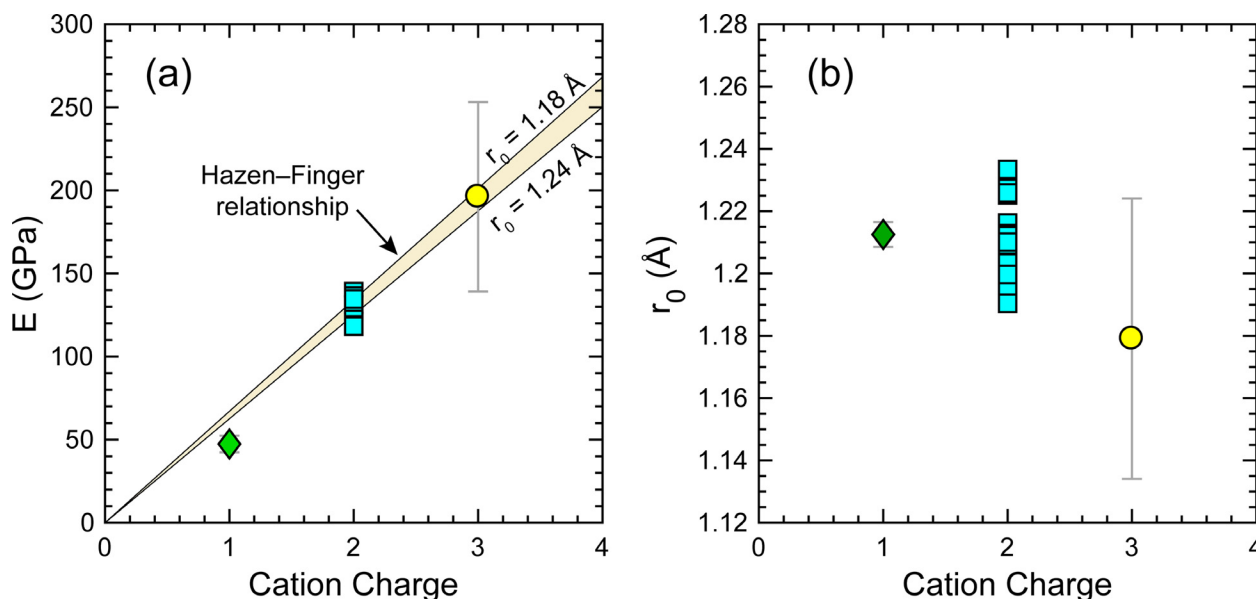 (a)
E (GPa)
300
250
200
150
100
50
0
0 1 2 3 4
Cation Charge
Hazen–Finger
relationship
r0 = 1.18 Å
r0 = 1.24 Å
(b)
r0 (Å)
1.28
1.26
1.24
1.22
1.2
1.18
1.16
1.14
1.12
0 1 2 3 4
Cation Charge